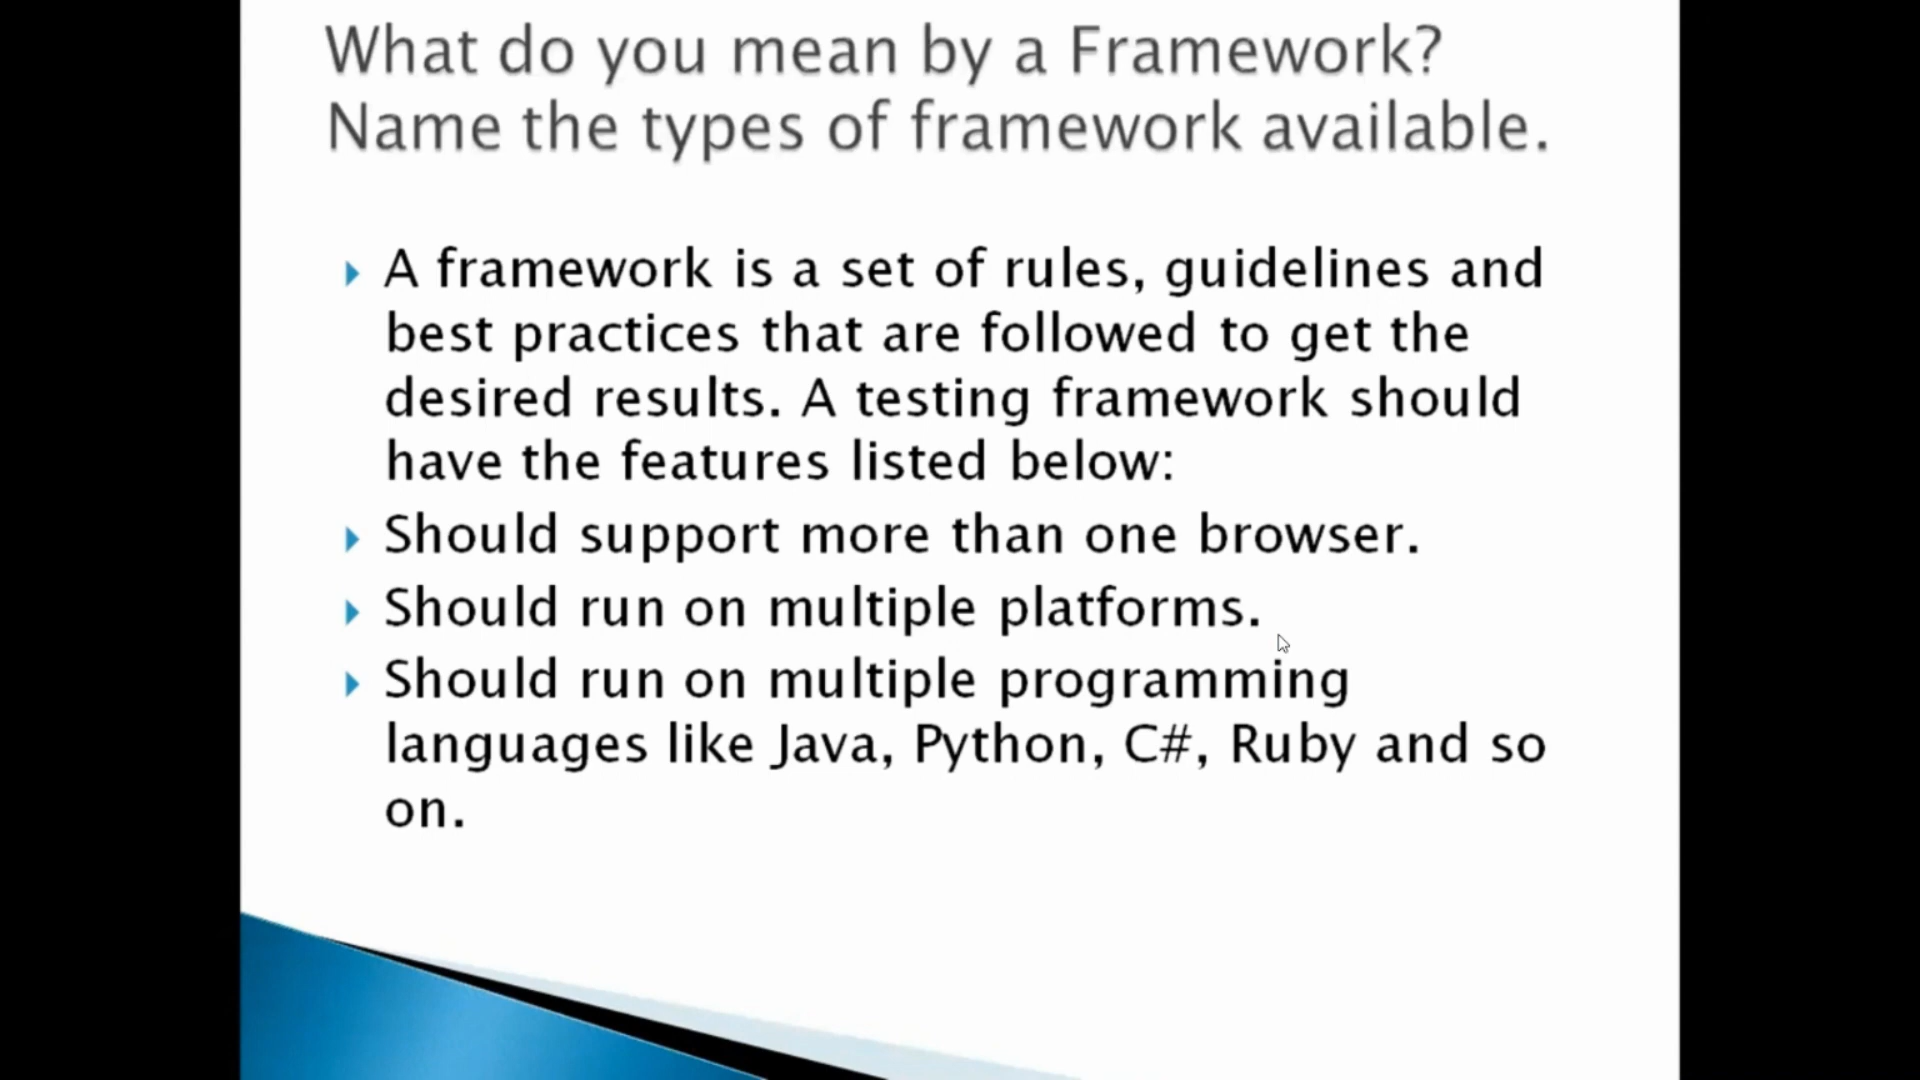 What do you mean by a Framework?
Name the types of framework available.
A framework is a set of rules, guidelines and
best practices that are followed to get the
desired results. A testing framework should
have the features listed below:
Should support more than one browser.
Should run on multiple platforms.
Should run on multiple programming
languages like Java, Python, C#, Ruby and so
on.